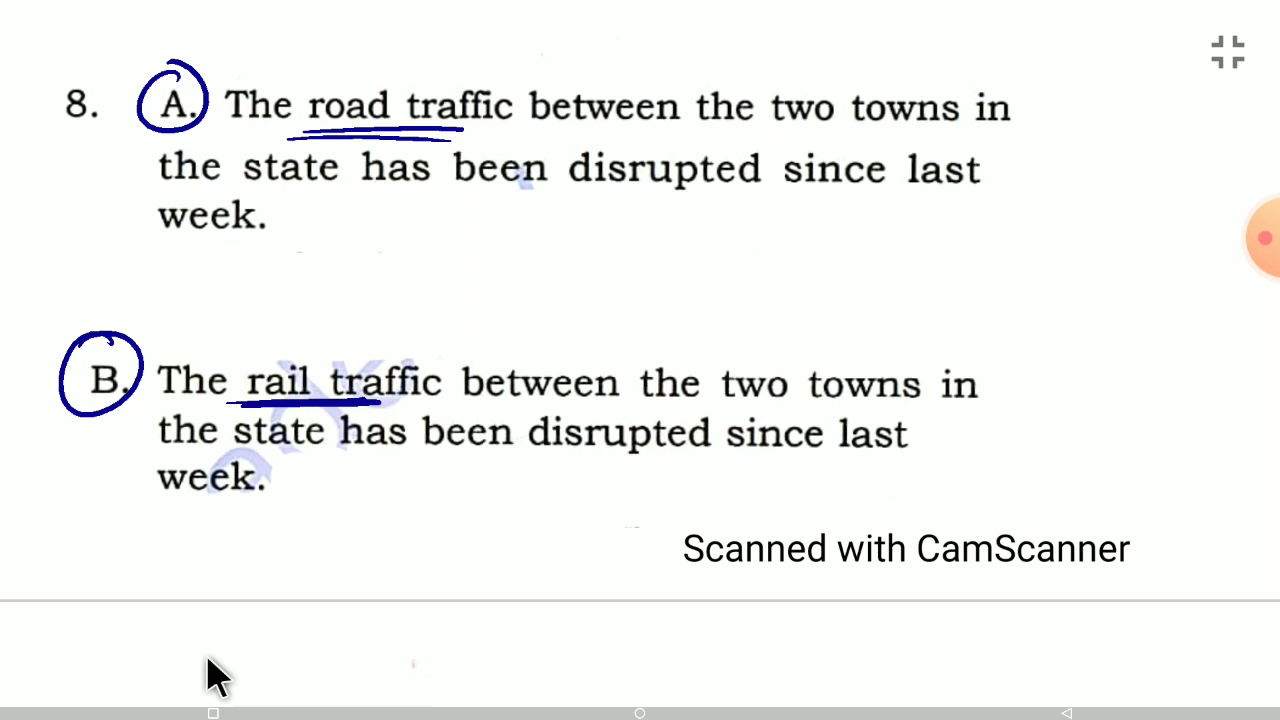 8. A. The road traffic between the two towns in
the state has been disrupted since last
week.
B. The rail traffic between the two towns in
the state has been disrupted since last
week.
Scanned with CamScanner